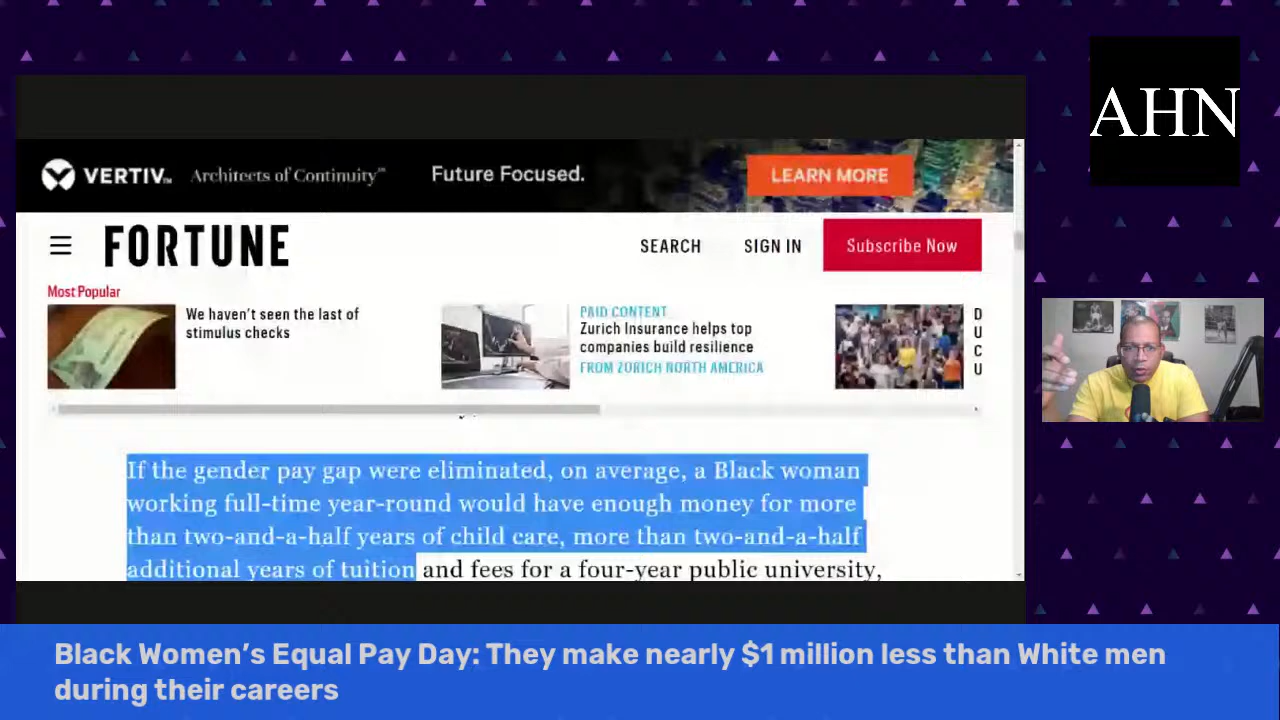 AHN
VERTIV™ Architects of Continuity™ Future Focused. LEARN MORE
FORTUNE
SEARCH SIGN IN Subscribe Now
Most Popular
We haven't seen the last of
stimulus checks
PAID CONTENT
Zurich Insurance helps top
companies build resilience
FROM ZURICH NORTH AMERICA
D
U
C
U
If the gender pay gap were eliminated, on average, a Black woman
working full-time year-round would have enough money for more
than two-and-a-half years of child care, more than two-and-a-half
additional years of tuition and fees for a four-year public university,
Black Women's Equal Pay Day: They make nearly $1 million less than White men
during their careers